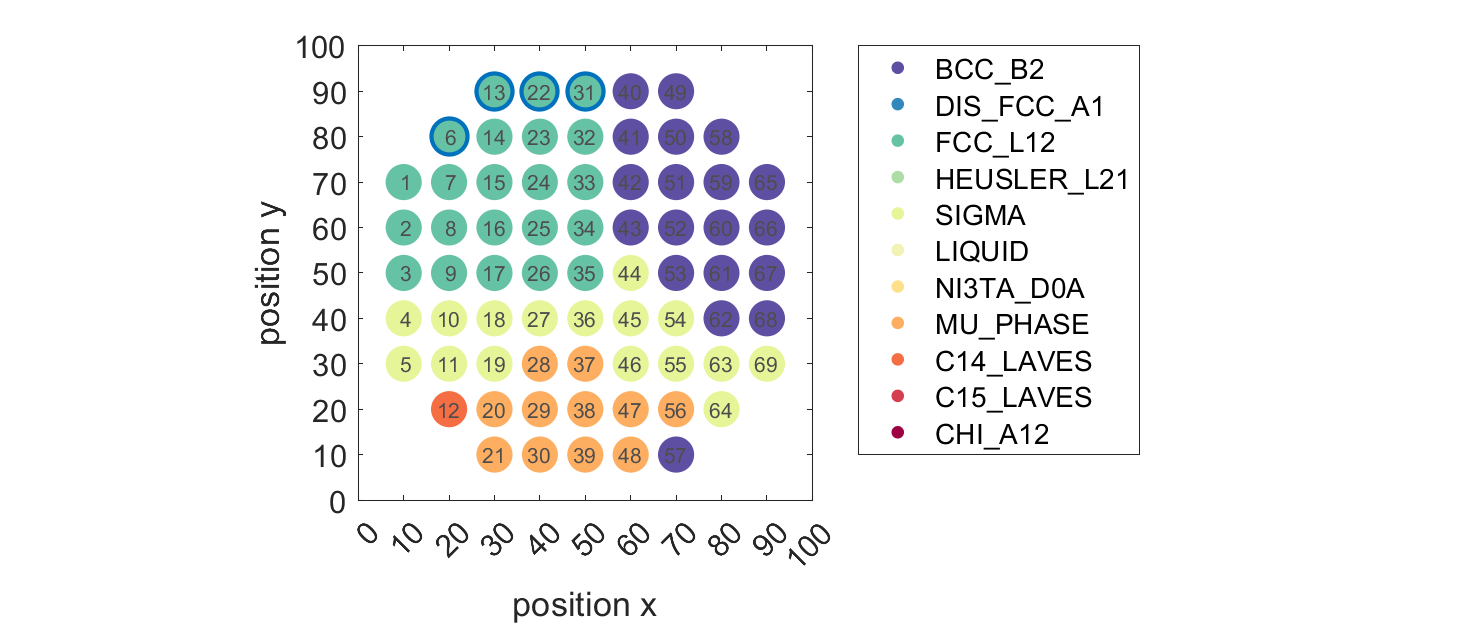 100
90
80
70
60
50
40
30
20
10
0
position y
13 22 31 40 49
6 14 23 32 41 50 58
1 7 15 24 33 42 51 59 65
2 8 16 25 34 43 52 60 66
3 9 17 26 35 44 53 61 67
4 10 18 27 36 45 54 62 68
5 11 19 28 37 46 55 63 69
12 20 29 38 47 56 64
21 30 39 48 57
0 10 20 30 40 50 60 70 80 90 100
position x
BCC_B2
DIS_FCC_A1
FCC_L12
HEUSLER_L21
SIGMA
LIQUID
NI3TA_D0A
MU_PHASE
C14_LAVES
C15_LAVES
CHI_A12